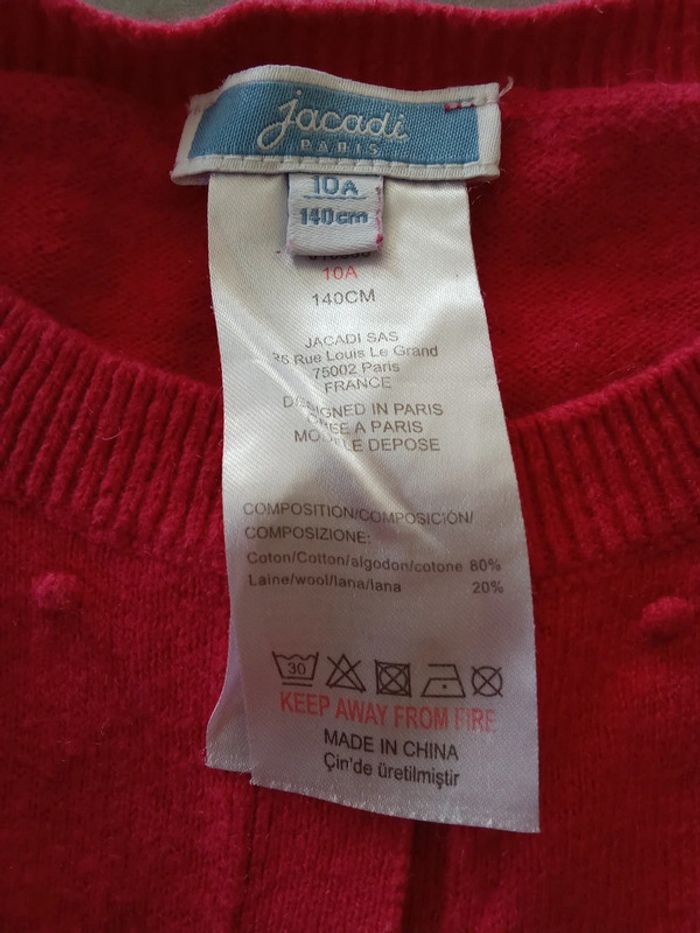 jacadi
PARIS
10A
140cm
10A
140CM
JACADI SAS
Rue Louis Le Grand
75002 Paris
FRANCE
DESIGNED IN PARIS
A PARIS
MODELE DEPOSE
COMPOSITION/COMPOSICIÓN/
COMPOSIZIONE:
Coton/Cotton/algodon/cotone 80%
Laine/wool/lana/lana 20%
30
KEEP AWAY FROM FIRE
MADE IN CHINA
Çin'de üretilmiştir